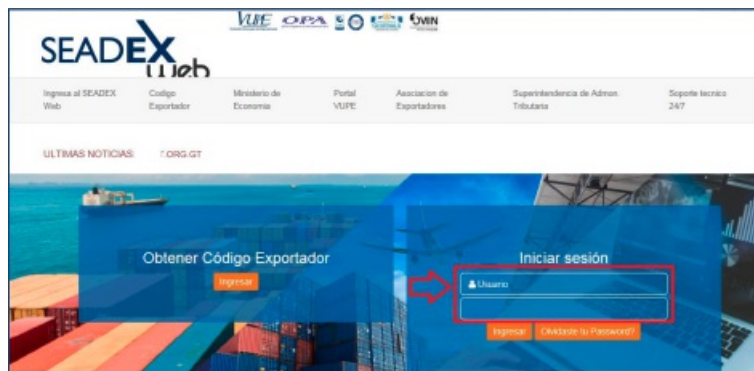 VUPE OPA OVIN
SEADEX
Web
Ingresa al SEADEX Web
Codigo Exportador
Ministerio de Economia
Portal VUPE
Asociacion de Exportadores
Superintendencia de Admon. Tributaria
Soporte tecnico 24/7
ULTIMAS NOTICIAS: .ORG.GT
Obtener Código Exportador
Ingresar
Iniciar sesión
Usuario
Ingresar Olvidaste tu Password?